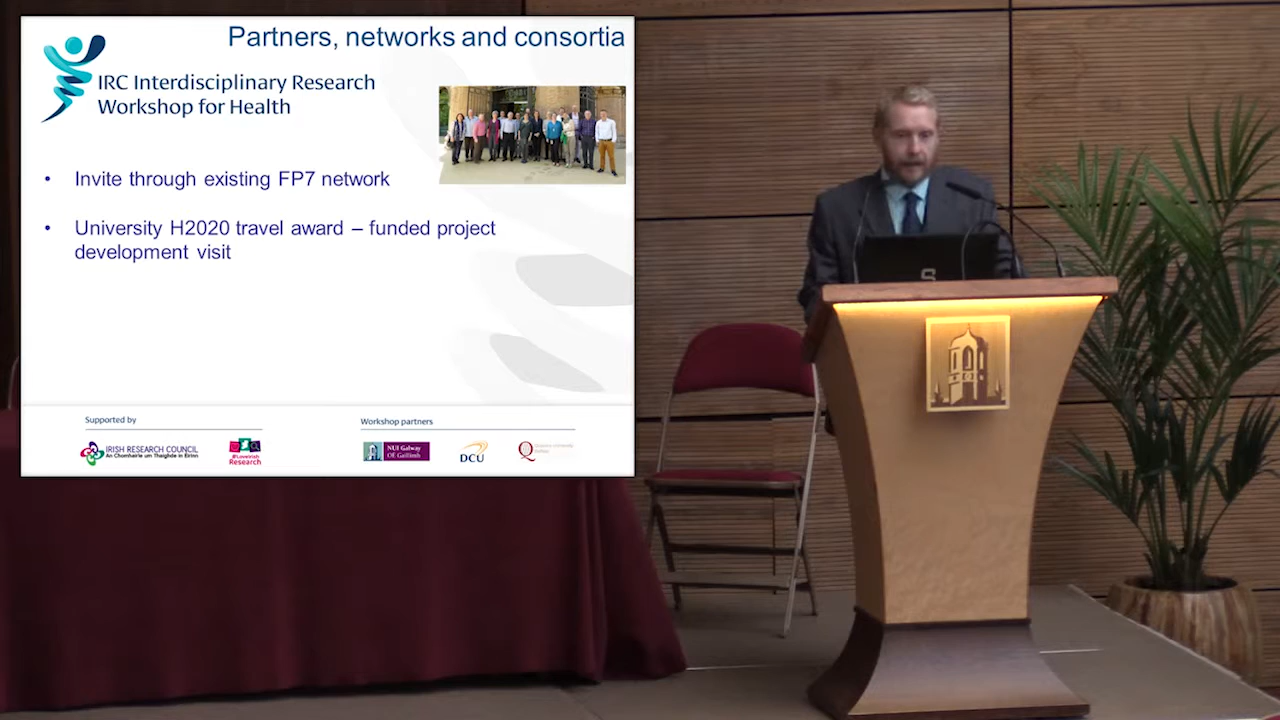 Partners, networks and consortia
IRC Interdisciplinary Research
Workshop for Health
• Invite through existing FP7 network
• University H2020 travel award – funded project
development visit
Supported by
Workshop partners
IRISH RESEARCH COUNCIL
An Chomhairle um Thaighde in Éirinn
#LoveIrish
Research
NUI Galway
OÉ Gaillimh
DCU
Q
S